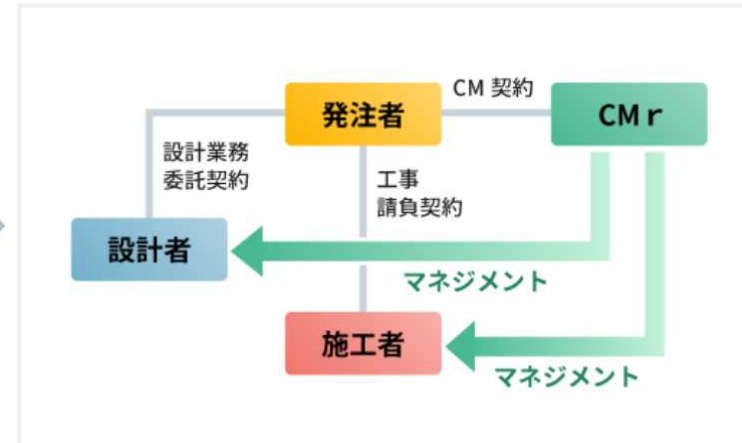 CM 契約
発注者
CMr
設計業務
委託契約
工事
請負契約
設計者
マネジメント
施工者
マネジメント